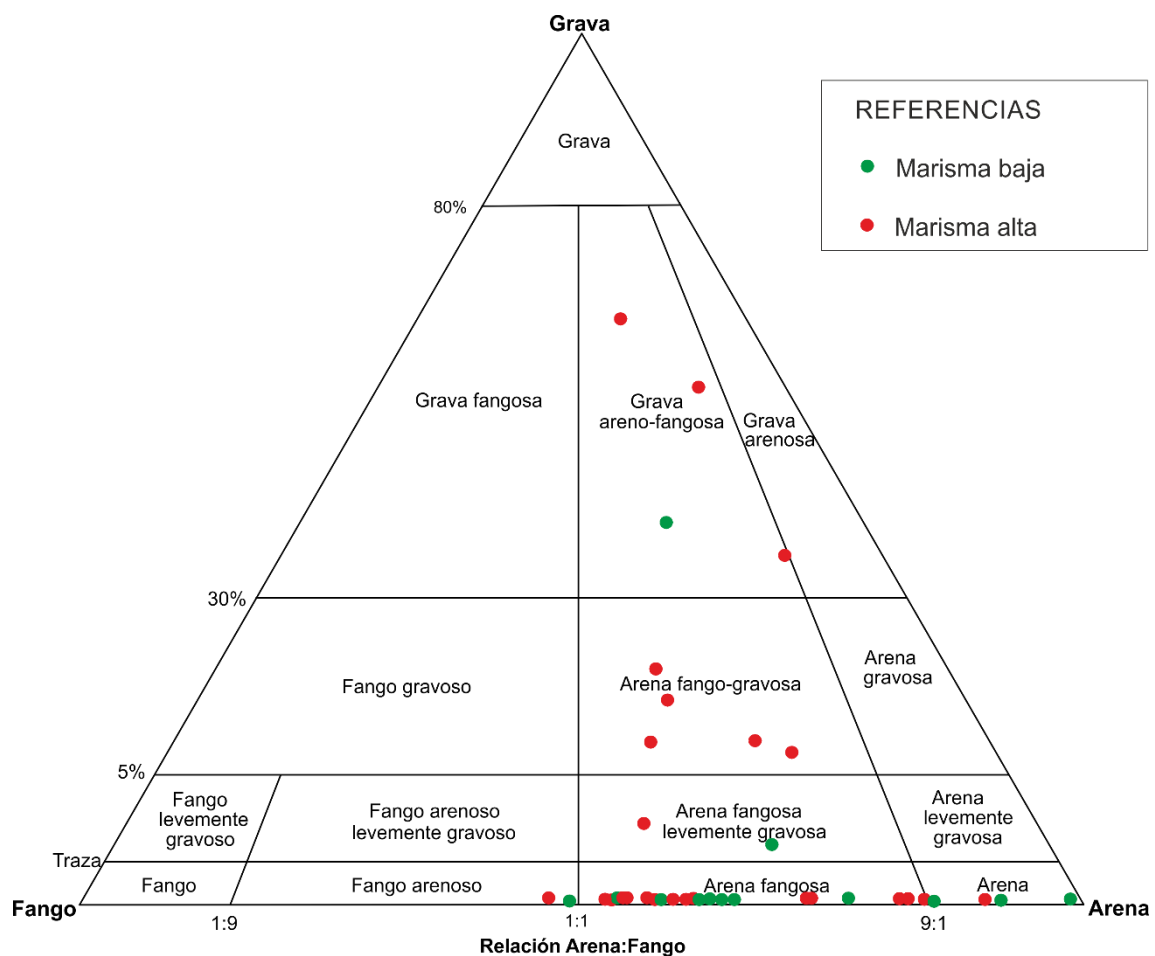 Grava
REFERENCIAS
Marisma baja
Marisma alta
Grava
80%
Grava fangosa
Grava
areno-fangosa
Grava
arenosa
30%
Fango gravoso
Arena fango-gravosa
Arena
gravosa
5%
Fango
levemente
gravoso
Fango arenoso
levemente gravoso
Arena fangosa
levemente gravosa
Arena
levemente
gravosa
Traza
Fango
Fango arenoso
Arena fangosa
Arena
Fango
Arena
1:9
1:1
9:1
Relación Arena:Fango